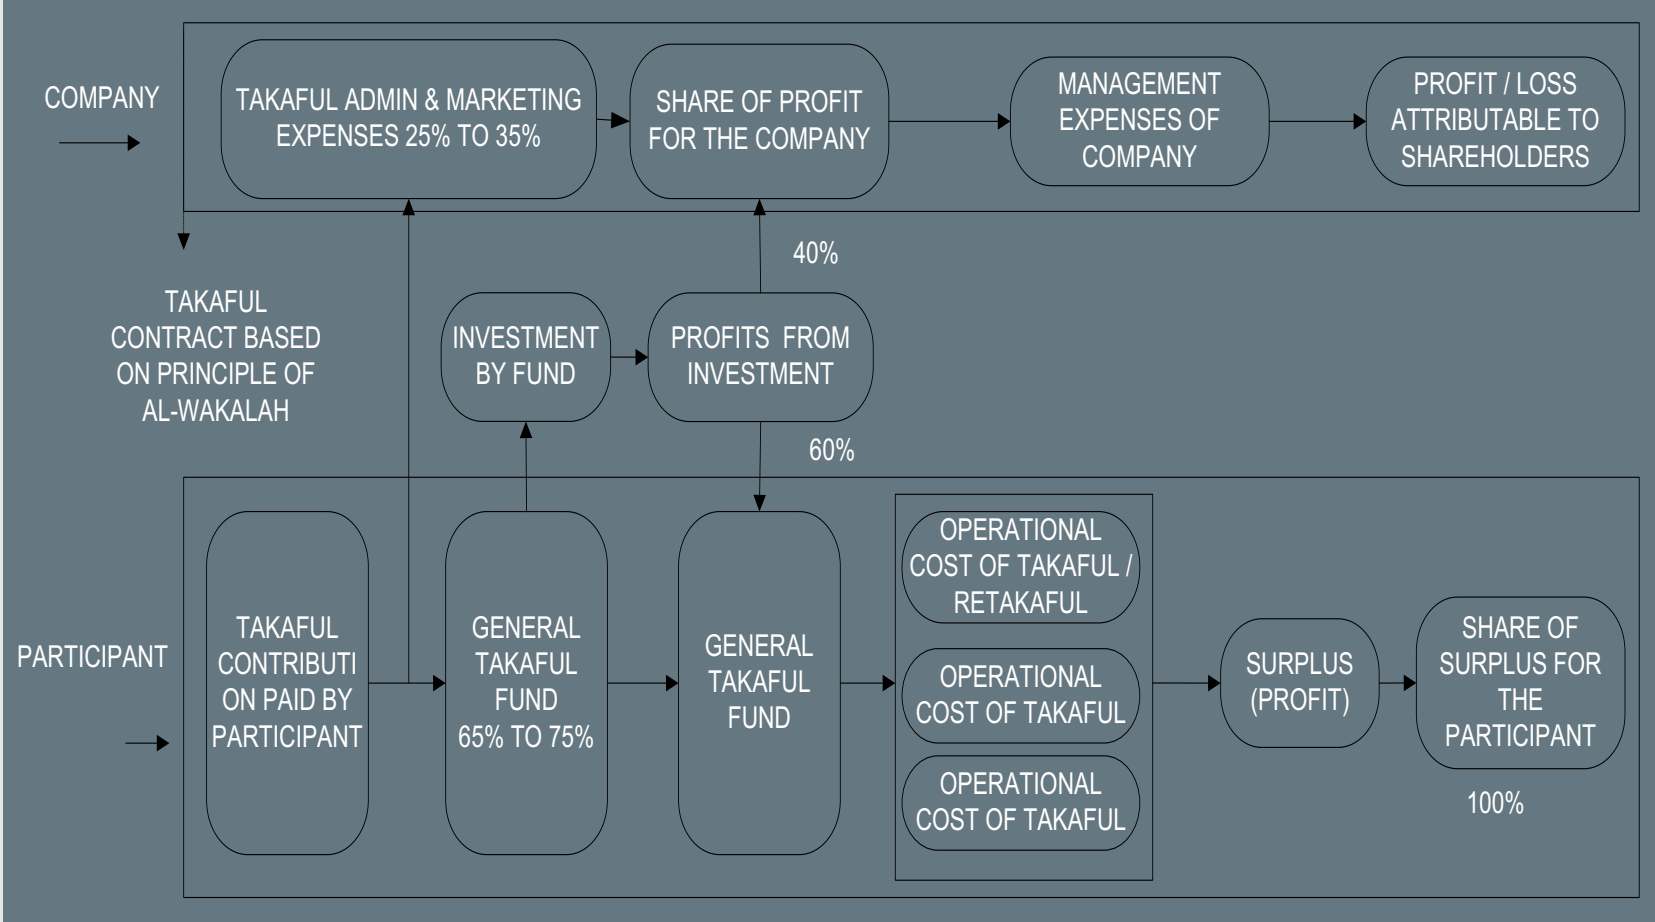 COMPANY
TAKAFUL ADMIN & MARKETING
EXPENSES 25% TO 35%
SHARE OF PROFIT
FOR THE COMPANY
MANAGEMENT
EXPENSES OF
COMPANY
PROFIT / LOSS
ATTRIBUTABLE TO
SHAREHOLDERS
40%
TAKAFUL
CONTRACT BASED
ON PRINCIPLE OF
AL-WAKALAH
INVESTMENT
BY FUND
PROFITS FROM
INVESTMENT
60%
PARTICIPANT
TAKAFUL
CONTRIBUTI
ON PAID BY
PARTICIPANT
GENERAL
TAKAFUL
FUND
65% TO 75%
GENERAL
TAKAFUL
FUND
OPERATIONAL
COST OF TAKAFUL /
RETAKAFUL
OPERATIONAL
COST OF TAKAFUL
OPERATIONAL
COST OF TAKAFUL
SURPLUS
(PROFIT)
SHARE OF
SURPLUS FOR
THE
PARTICIPANT
100%